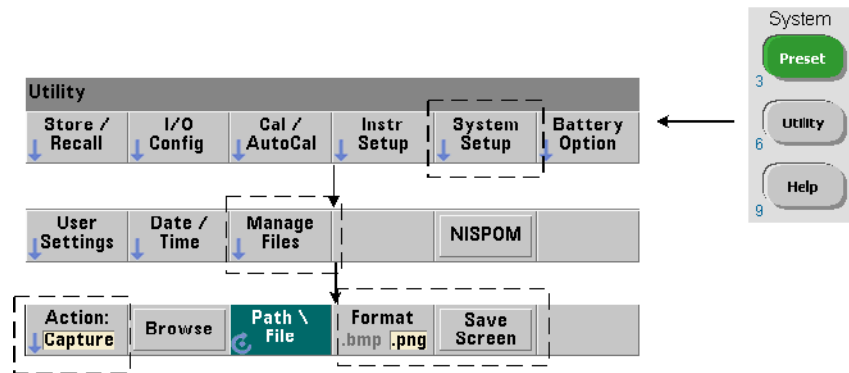 System
Preset
3
Utility
6
Help
9
Utility
Store /
Recall
I/O
Config
Cal /
AutoCal
Instr
Setup
System
Setup
Battery
Option
User
Settings
Date /
Time
Manage
Files
NISPOM
Action:
Capture
Browse
Path \
File
Format
.bmp .png
Save
Screen